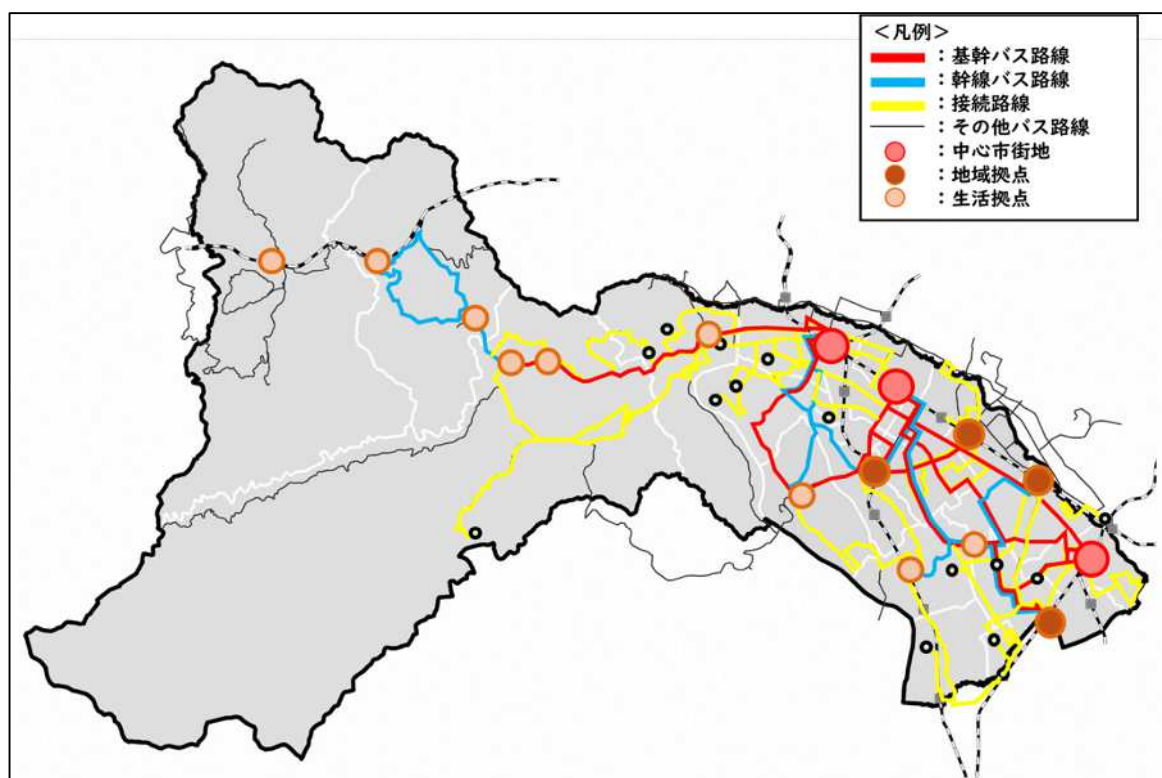 ＜凡例＞
：基幹バス路線
：幹線バス路線
：接続路線
：その他バス路線
：中心市街地
：地域拠点
：生活拠点